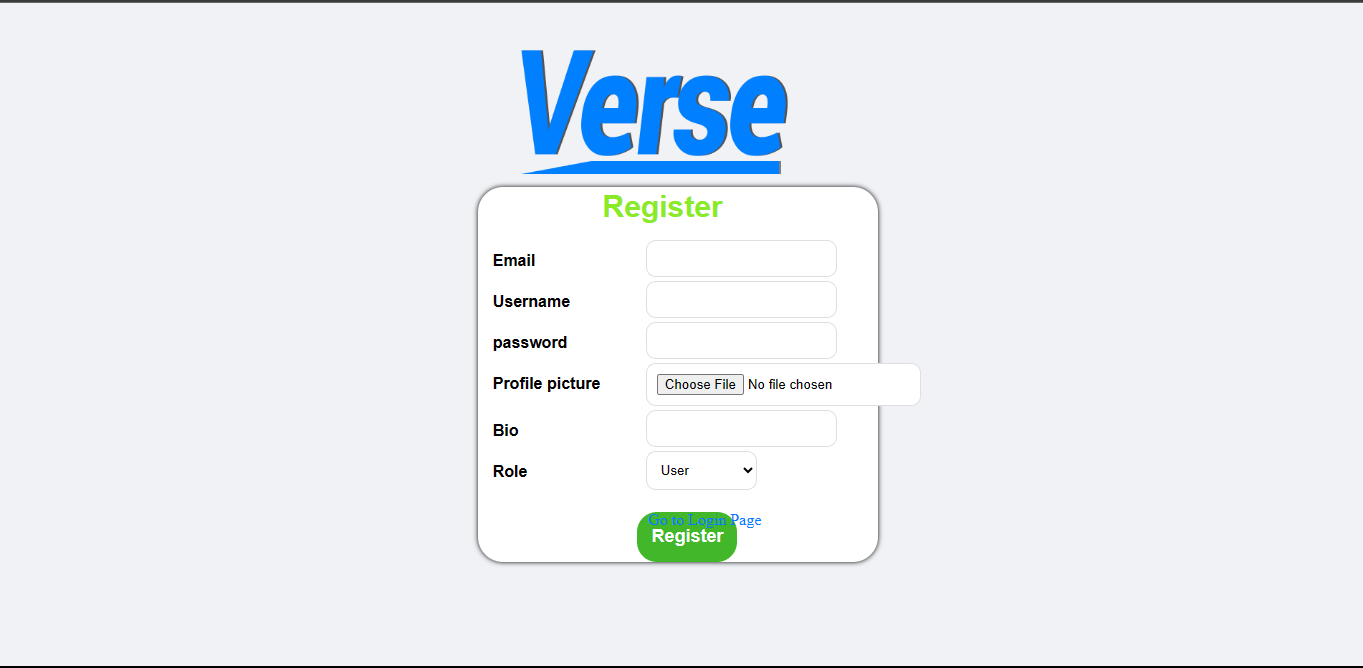 Verse
Register
Email
Username
password
Profile picture Choose File No file chosen
Bio
Role User
Go to Login Page
Register